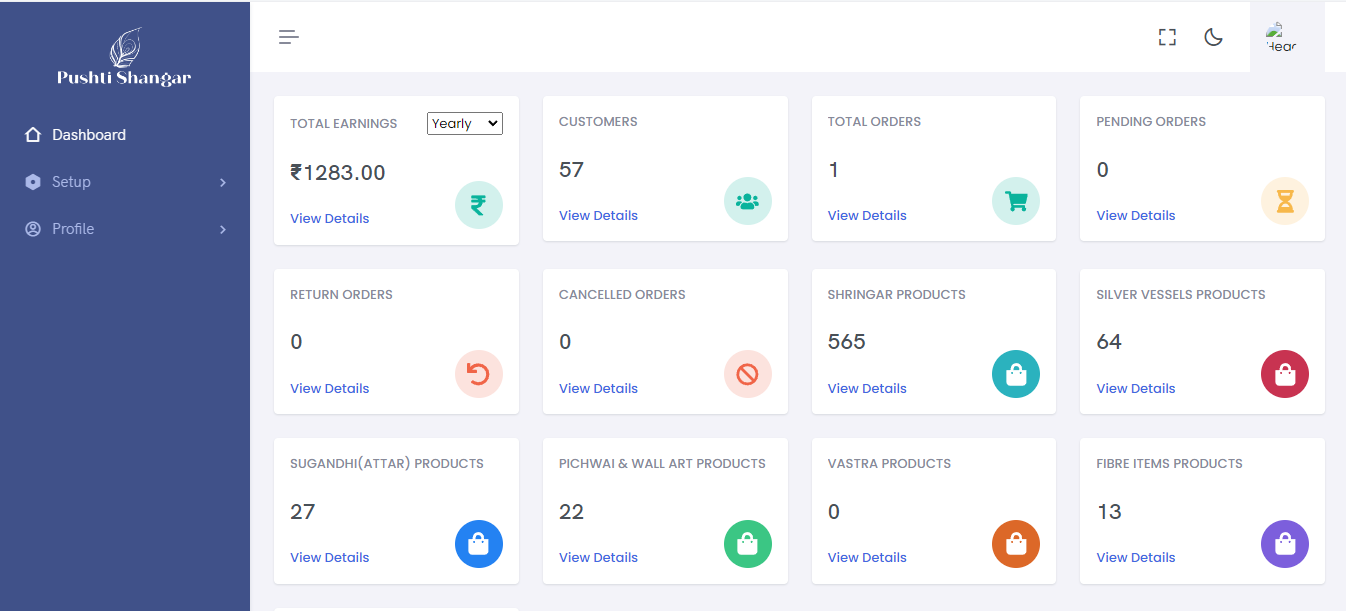 Pushti Shangar
Dashboard
Setup
Profile
Head
TOTAL EARNINGS
Yearly
₹1283.00
View Details
CUSTOMERS
57
View Details
TOTAL ORDERS
1
View Details
PENDING ORDERS
0
View Details
RETURN ORDERS
0
View Details
CANCELLED ORDERS
0
View Details
SHRINGAR PRODUCTS
565
View Details
SILVER VESSELS PRODUCTS
64
View Details
SUGANDHI(ATTAR) PRODUCTS
27
View Details
PICHWAI & WALL ART PRODUCTS
22
View Details
VASTRA PRODUCTS
0
View Details
FIBRE ITEMS PRODUCTS
13
View Details